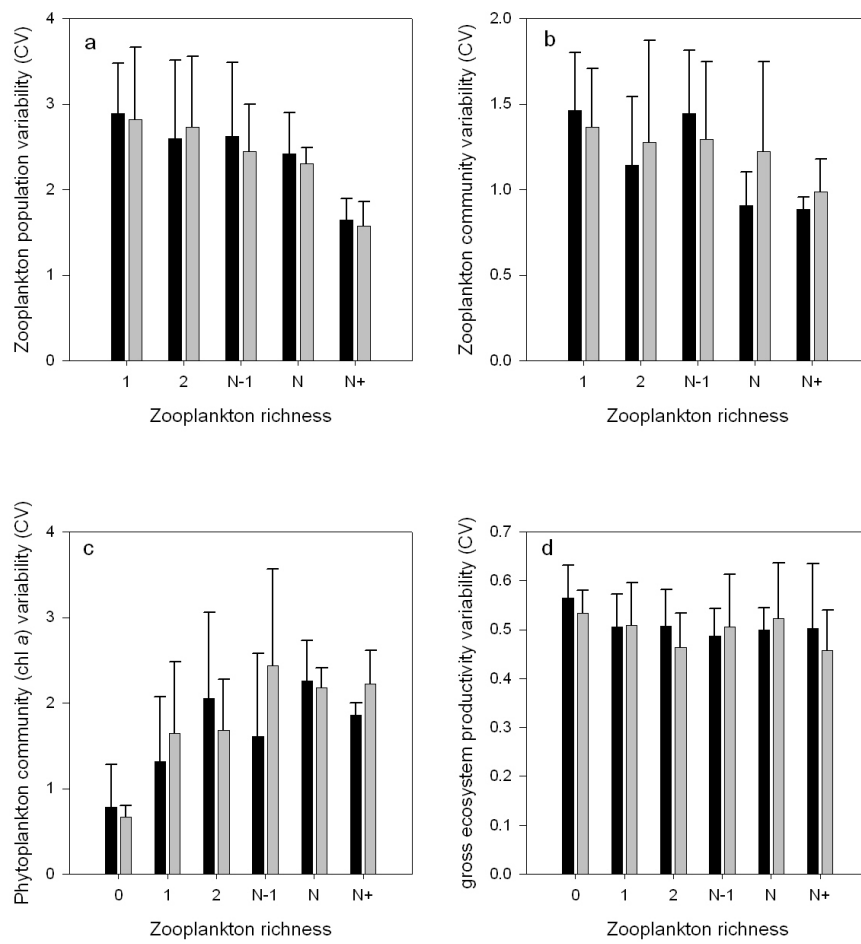 a
Zooplankton population variability (CV)
4
3
2
1
0
1 2 N-1 N N+
Zooplankton richness
b
Zooplankton community variability (CV)
2.0
1.5
1.0
0.5
0.0
1 2 N-1 N N+
Zooplankton richness
c
Phytoplankton community (chl a) variability (CV)
4
3
2
1
0
0 1 2 N-1 N N+
Zooplankton richness
d
gross ecosystem productivity variability (CV)
0.7
0.6
0.5
0.4
0.3
0.2
0.1
0.0
0 1 2 N-1 N N+
Zooplankton richness